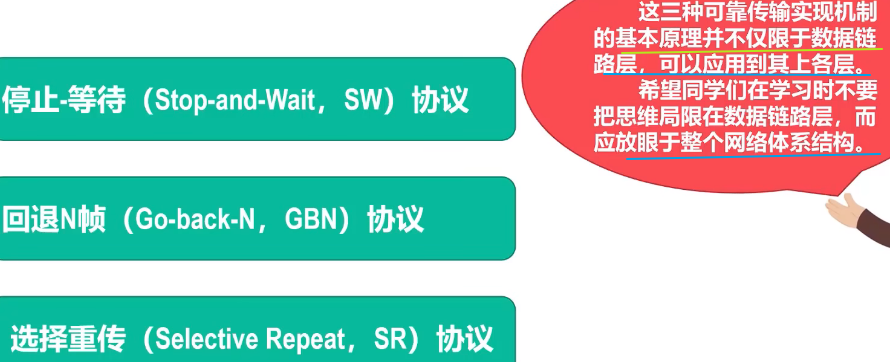 这三种可靠传输实现机制
的基本原理并不仅限于数据链
路层，可以应用到其上各层。
希望同学们在学习时不要
把思维局限在数据链路层，而
应放眼于整个网络体系结构。
停止-等待（Stop-and-Wait，SW）协议
回退N帧（Go-back-N，GBN）协议
选择重传（Selective Repeat，SR）协议